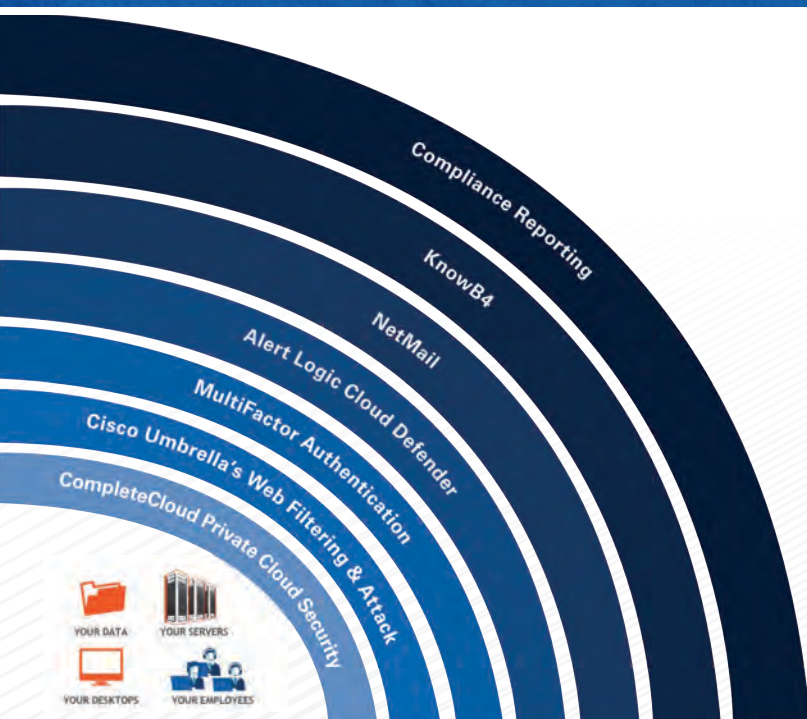 Compliance Reporting
KnowB4
NetMail
Alert Logic Cloud Defender
MultiFactor Authentication
Cisco Umbrella's Web Filtering & Attack
CompleteCloud Private Cloud Security
YOUR DATA
YOUR SERVERS
YOUR DESKTOPS
YOUR EMPLOYEES